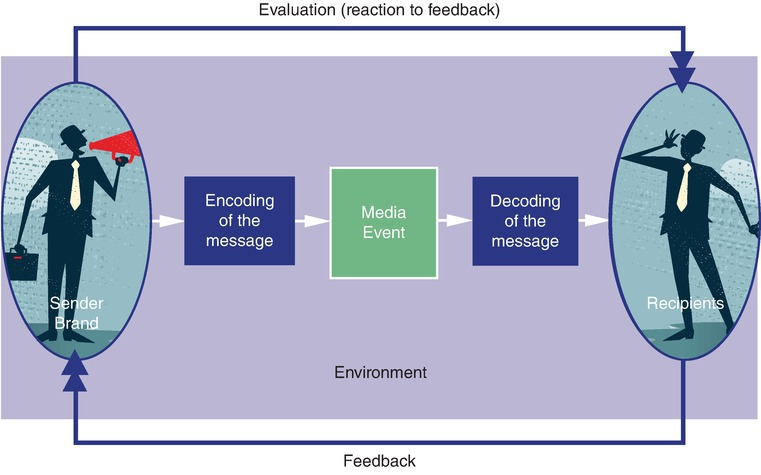 Evaluation (reaction to feedback)
Sender
Brand
Encoding
of the
message
Media
Event
Decoding
of the
message
Recipients
Environment
Feedback